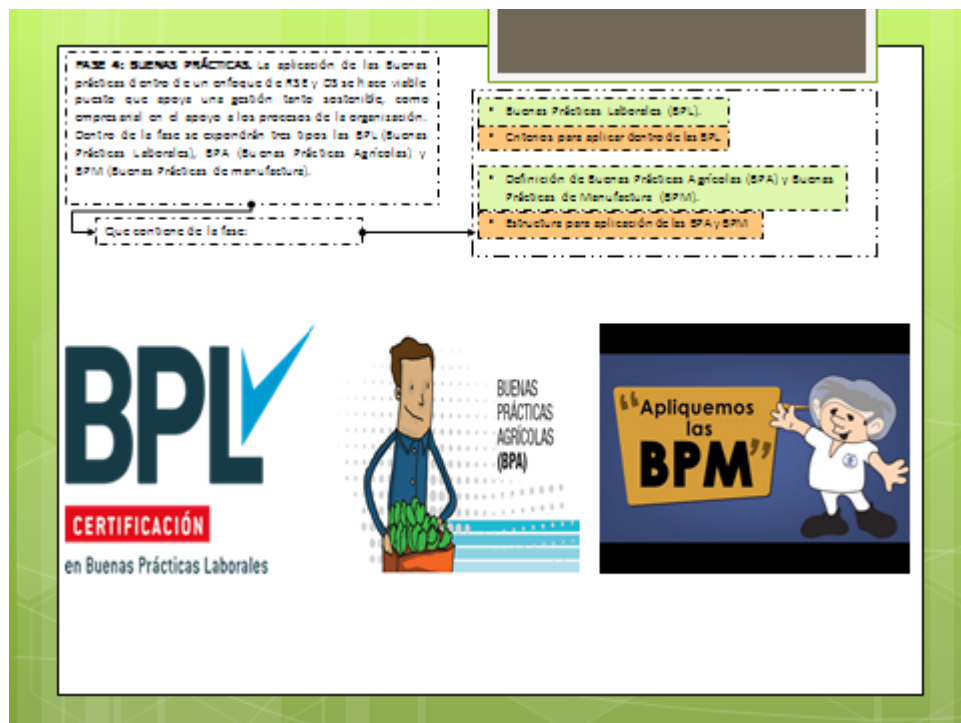 FASE 4: BUENAS PRÁCTICAS. La aplicación de las Buenas
prácticas dentro de un enfoque de RSE y DS se hace viable
puesto que apoya una gestión tanto sostenible, como
empresarial en el apoyo a los procesos de la organización.
Dentro de la fase se expondrán tres tipos las BPL (Buenas
Prácticas Laborales), BPA (Buenas Prácticas Agrícolas) y
BPM (Buenas Prácticas de manufactura).
Que contiene de la fase:
• Buenas Prácticas Laborales (BPL).
• Criterios para aplicar dentro de las BPL
• Definición de Buenas Prácticas Agrícolas (BPA) y Buenas
Prácticas de Manufactura (BPM).
• Estructura para aplicación de las BPA y BPM
BPL
CERTIFICACIÓN
en Buenas Prácticas Laborales
BUENAS
PRÁCTICAS
AGRÍCOLAS
(BPA)
“Apliquemos
las
BPM”